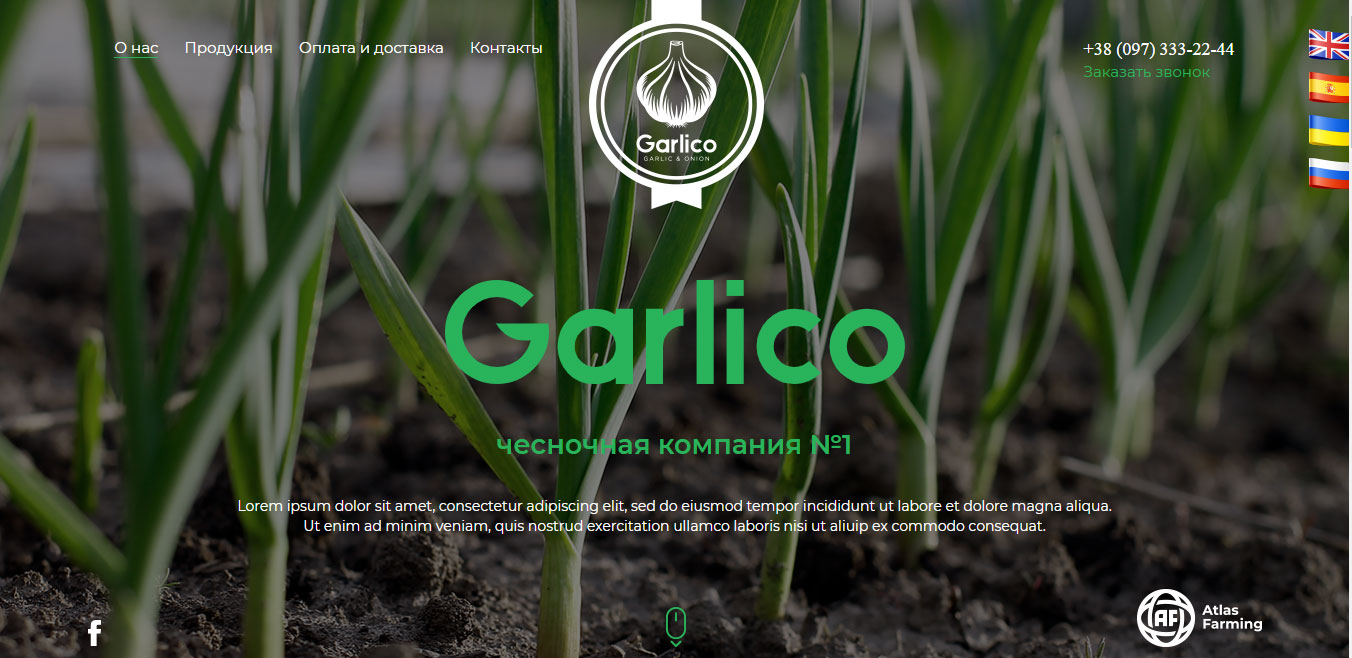 О нас Продукция Оплата и доставка Контакты
+38 (097) 333-22-44
Заказать звонок
Garlico
GARLIC & ONION
Garlico
чесночная компания №1
Lorem ipsum dolor sit amet, consectetur adipiscing elit, sed do eiusmod tempor incididunt ut labore et dolore magna aliqua.
Ut enim ad minim veniam, quis nostrud exercitation ullamco laboris nisi ut aliuip ex commodo consequat.
f
AF
Atlas
Farming